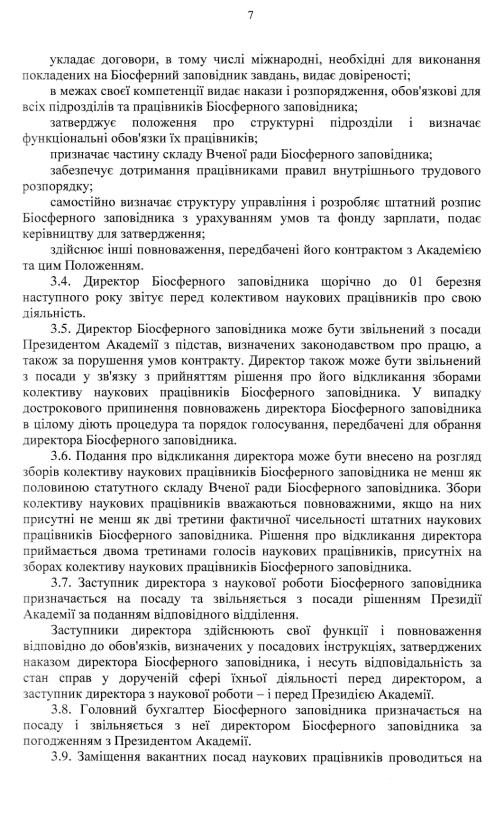 7
укладає договори, в тому числі міжнародні, необхідні для виконання
покладених на Біосферний заповідник завдань, видає довіреності;
в межах своєї компетенції видає накази і розпорядження, обов'язкові для
всіх підрозділів та працівників Біосферного заповідника;
затверджує положення про структурні підрозділи і визначає
функціональні обов'язки їх працівників;
призначає частину складу Вченої ради Біосферного заповідника;
забезпечує дотримання працівниками правил внутрішнього трудового
розпорядку;
самостійно визначає структуру управління і розробляє штатний розпис
Біосферного заповідника з урахуванням умов та фонду зарплати, подає
керівництву для затвердження;
здійснює інші повноваження, передбачені його контрактом з Академією
та цим Положенням.
3.4. Директор Біосферного заповідника щорічно до 01 березня
наступного року звітує перед колективом наукових працівників про свою
діяльність.
3.5. Директор Біосферного заповідника може бути звільнений з посади
Президентом Академії з підстав, визначених законодавством про працю, а
також за порушення умов контракту. Директор також може бути звільнений
з посади у зв'язку з прийняттям рішення про його відкликання зборами
колективу наукових працівників Біосферного заповідника. У випадку
дострокового припинення повноважень директора Біосферного заповідника
в цілому діють процедура та порядок голосування, передбачені для обрання
директора Біосферного заповідника.
3.6. Подання про відкликання директора може бути внесено на розгляд
зборів колективу наукових працівників Біосферного заповідника не менш як
половиною статутного складу Вченої ради Біосферного заповідника. Збори
колективу наукових працівників вважаються повноважними, якщо на них
присутні не менш як дві третини фактичної чисельності штатних наукових
працівників Біосферного заповідника. Рішення про відкликання директора
приймається двома третинами голосів наукових працівників, присутніх на
зборах колективу наукових працівників Біосферного заповідника.
3.7. Заступник директора з наукової роботи Біосферного заповідника
призначається на посаду та звільняється з посади рішенням Президії
Академії за поданням відповідного відділення.
Заступники директора здійснюють свої функції і повноваження
відповідно до обов'язків, визначених у посадових інструкціях, затверджених
наказом директора Біосферного заповідника, і несуть відповідальність за
стан справ у дорученій сфері їхньої діяльності перед директором, а
заступник директора з наукової роботи – і перед Президією Академії.
3.8. Головний бухгалтер Біосферного заповідника призначається на
посаду і звільняється з неї директором Біосферного заповідника за
погодженням з Президентом Академії.
3.9. Заміщення вакантних посад наукових працівників проводиться на